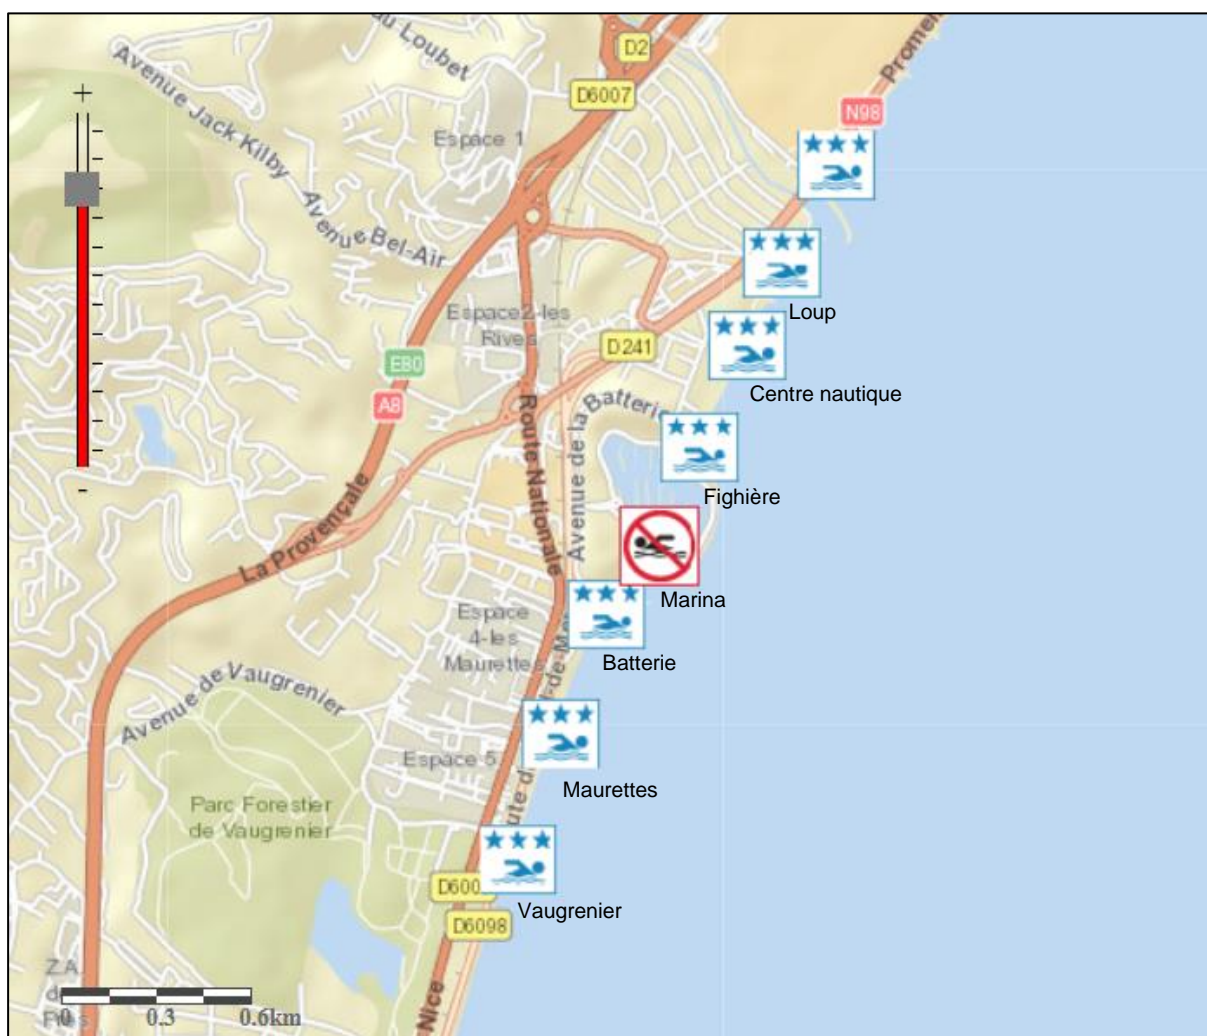 au Loubet
D2
Promen
Avenue Jack Kilby
+
D6007
N98
Espace 1
Avenue Bel-Air
Espace2-les
Rives
Loup
D241
E80
Centre nautique
A8
Avenue de la Batterie
Route Nationale
Fighière
La Provençale
Marina
Espace
4-les
Maurettes
Batterie
Avenue de Vaugrenier
Espace 5
Maurettes
Parc Forestier
de Vaugrenier
Vaugrenier
D6098
Z.A.
Nice
0 0.3 0.6km
-